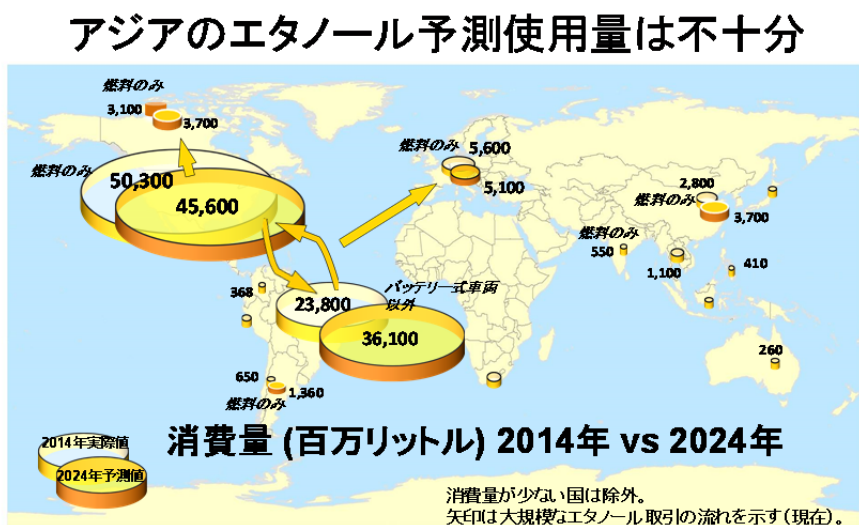 アジアのエタノール予測使用量は不十分
燃料のみ
3,100
3,700
燃料のみ
50,300
45,600
燃料のみ
5,600
5,100
2,800
燃料のみ
3,700
燃料のみ
550
1,100
410
368
23,800
バッテリー式車両
以外
36,100
260
650
1,360
燃料のみ
消費量 (百万リットル) 2014年 vs 2024年
2014年実際値
2024年予測値
消費量が少ない国は除外。
矢印は大規模なエタノール取引の流れを示す(現在)。